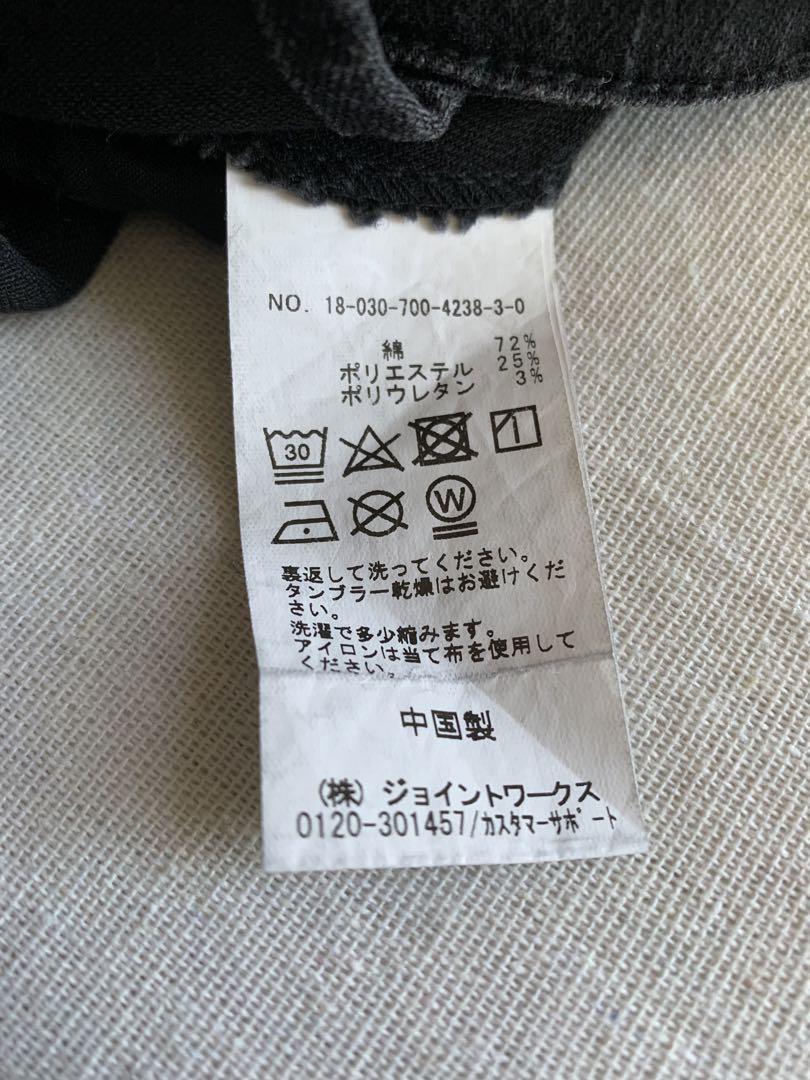 NO. 18-030-700-4238-3-0
綿 72%
ポリエステル 25%
ポリウレタン 3%
30
W
裏返して洗ってください。
タンブラー乾燥はお避けくだ
さい。
洗濯で多少縮みます。
アイロンは当て布を使用して
ください。
中国製
(株) ジョイントワークス
0120-301457/カスタマーサポート